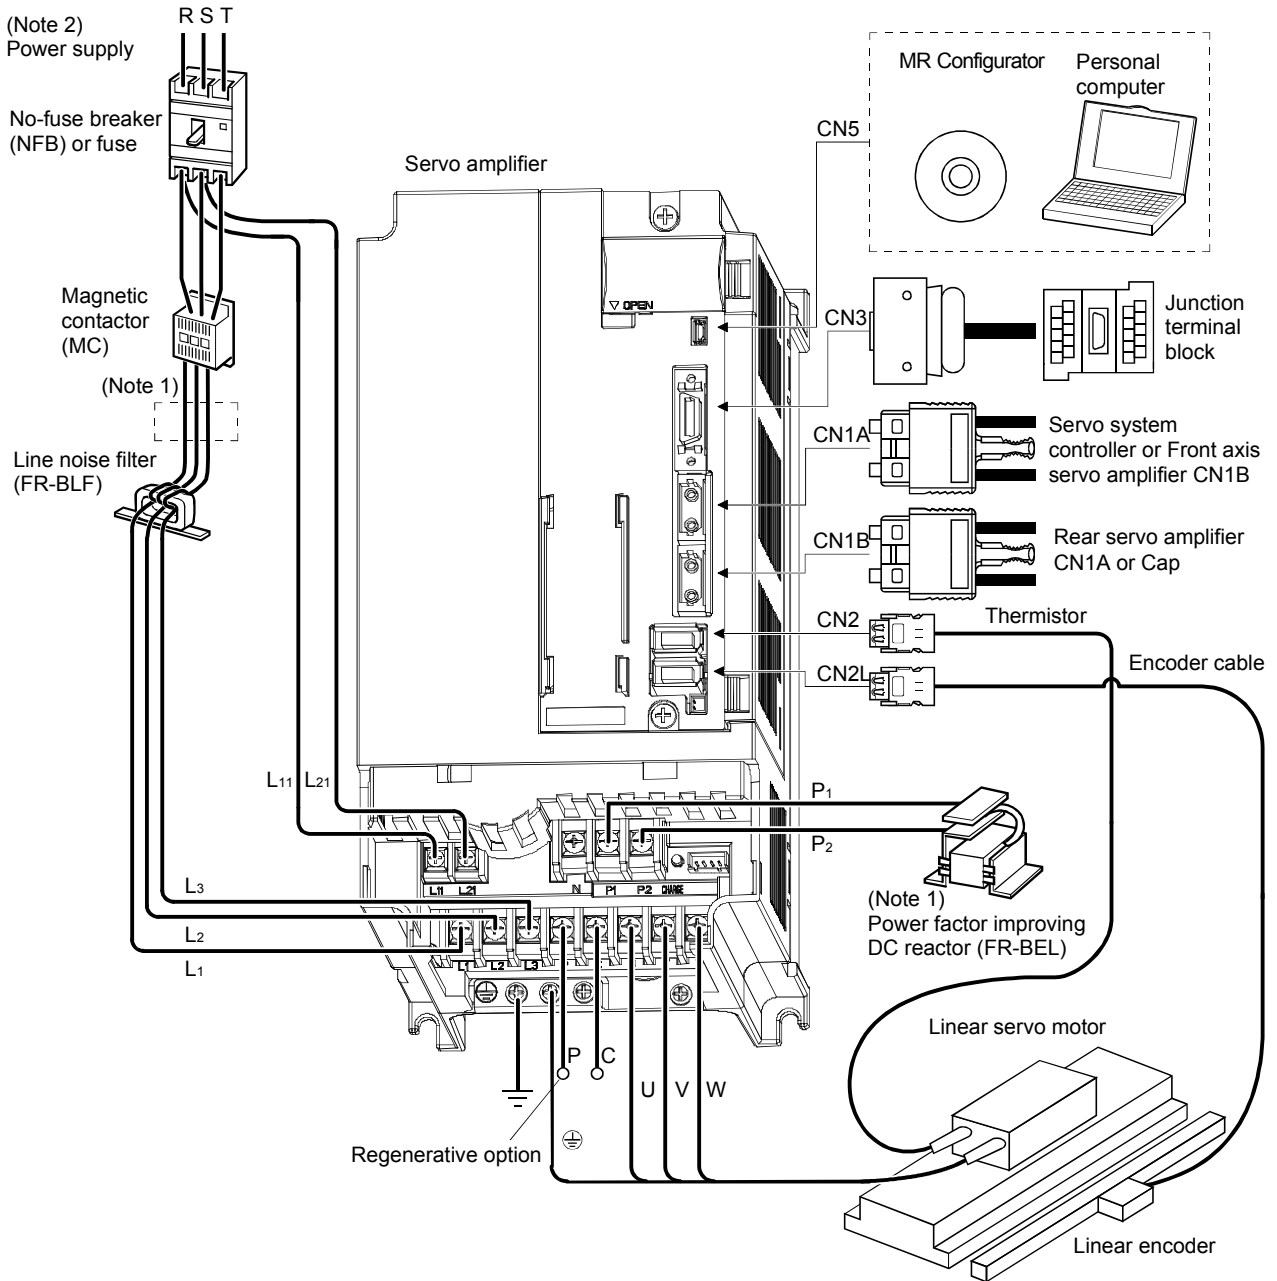 (Note 2)
Power supply
R S T
No-fuse breaker
(NFB) or fuse
Servo amplifier
MR Configurator
Personal
computer
CN5
OPEN
Magnetic
contactor
(MC)
(Note 1)
Line noise filter
(FR-BLF)
CN3
Junction
terminal
block
CN1A
Servo system
controller or Front axis
servo amplifier CN1B
CN1B
Rear servo amplifier
CN1A or Cap
CN2
Thermistor
CN2L
Encoder cable
L11 L21
P1
P2
L11 L21
N P1 P2 CHARGE
(Note 1)
Power factor improving
DC reactor (FR-BEL)
L3
L2
L1
L1 L2 L3
P C
U V W
Regenerative option
Linear servo motor
Linear encoder